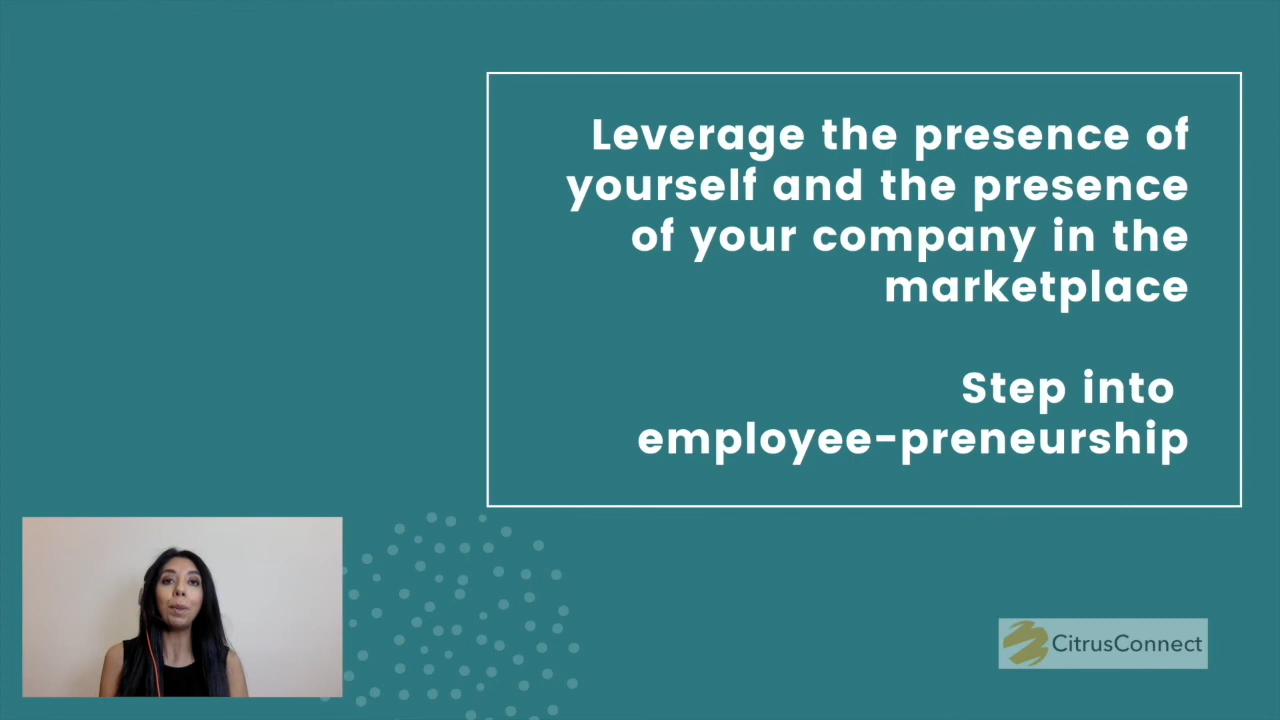 Leverage the presence of
yourself and the presence
of your company in the
marketplace
Step into
employee-preneurship
CitrusConnect